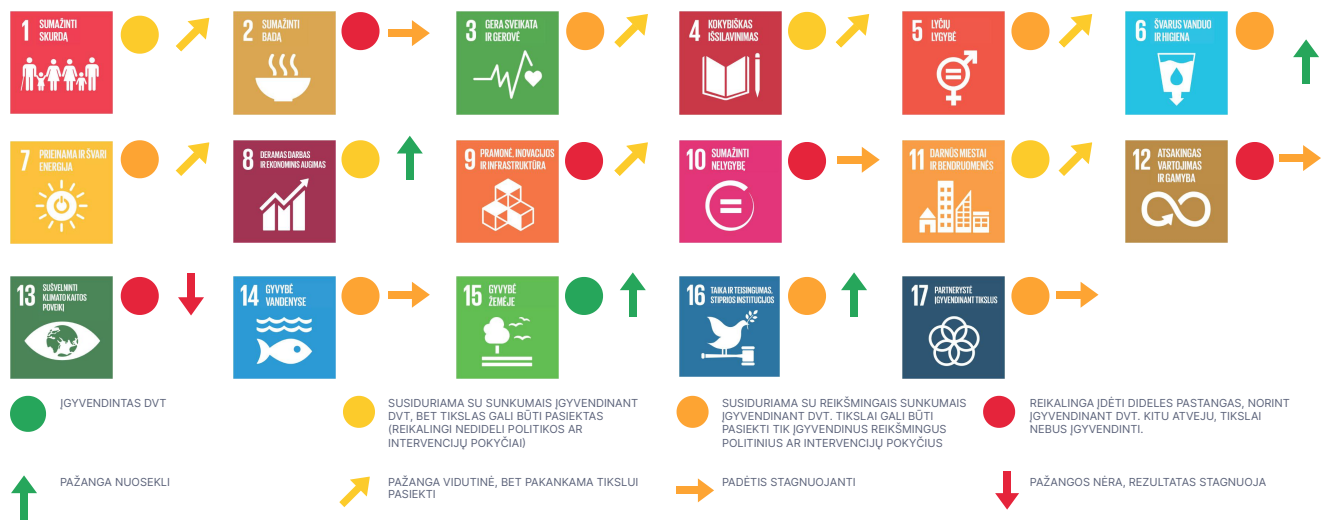 1 SUMAŽINTI
SKURDĄ
2 SUMAŽINTI
BADĄ
3 GERA SVEIKATA
IR GEROVĖ
4 KOKYBIŠKAS
IŠSILAVINIMAS
5 LYČIŲ
LYGYBĖ
6 ŠVARUS VANDUO
IR HIGIENA
7 PRIEINAMA IR ŠVARI
ENERGIJA
8 DERAMAS DARBAS
IR EKONOMINIS AUGIMAS
9 PRAMONĖ, INOVACIJOS
IR INFRASTRUKTŪRA
10 SUMAŽINTI
NELYGYBĘ
11 DARNŪS MIESTAI
IR BENDRUOMENĖS
12 ATSAKINGAS
VARTOJIMAS
IR GAMYBA
13 SUŠVELNINTI
KLIMATO KAITOS
POVEIKĮ
14 GYVYBĖ
VANDENYSE
15 GYVYBĖ
ŽEMĖJE
16 TAIKA IR TEISINGUMAS,
STIPRIOS INSTITUCIJOS
17 PARTNERYSTĖ
ĮGYVENDINANT TIKSLUS
ĮGYVENDINTAS DVT
SUSIDURIAMA SU SUNKUMAIS ĮGYVENDINANT
DVT, BET TIKSLAS GALI BŪTI PASIEKTAS
(REIKALINGI NEDIDELI POLITIKOS AR
INTERVENCIJŲ POKYČIAI)
SUSIDURIAMA SU REIKŠMINGAIS SUNKUMAIS
ĮGYVENDINANT DVT. TIKSLAI GALI BŪTI
PASIEKTI TIK ĮGYVENDINUS REIKŠMINGUS
POLITINIUS AR INTERVENCIJŲ POKYČIUS
REIKALINGA ĮDĖTI DIDELES PASTANGAS, NORINT
ĮGYVENDINANT DVT. KITU ATVEJU, TIKSLAI
NEBUS ĮGYVENDINTI.
PAŽANGA NUOSEKLI
PAŽANGA VIDUTINĖ, BET PAKANKAMA TIKSLUI
PASIEKTI
PADĖTIS STAGNUOJANTI
PAŽANGOS NĖRA, REZULTATAS STAGNUOJA